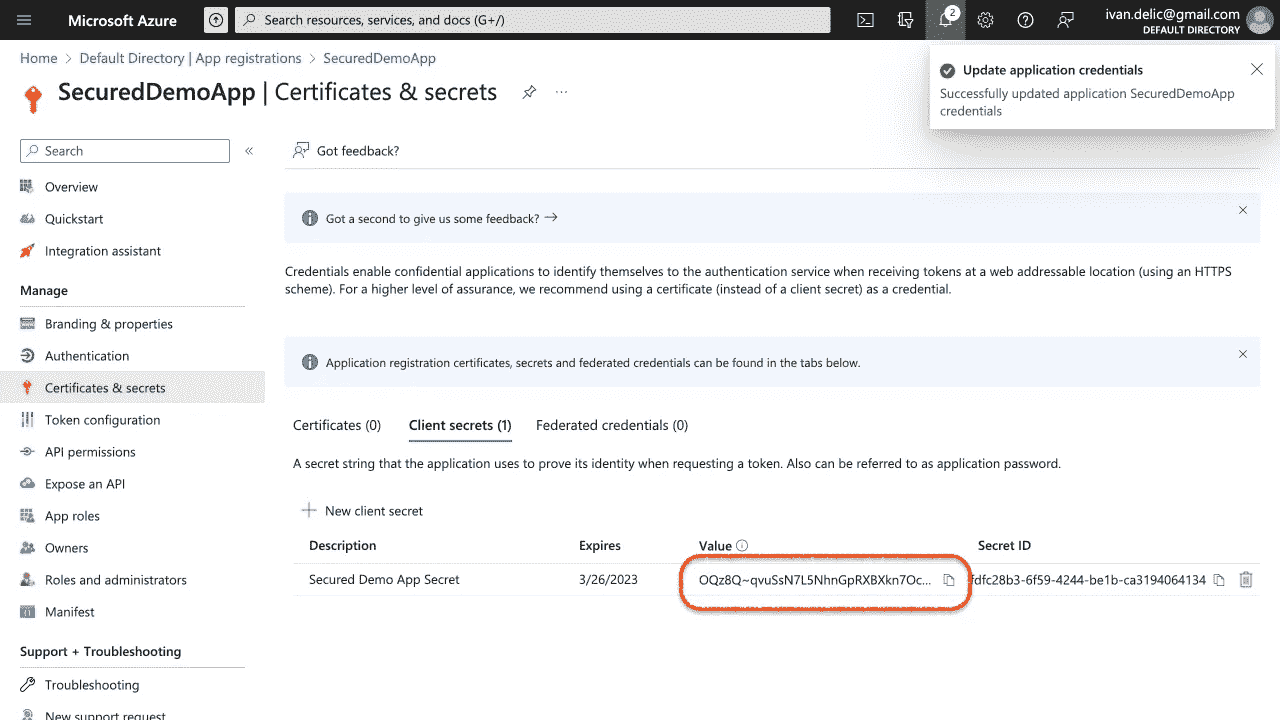 Microsoft Azure
Search resources, services, and docs (G+/)
2
ivan.delic@gmail.com
DEFAULT DIRECTORY
Home > Default Directory | App registrations > SecuredDemoApp
Update application credentials
Successfully updated application SecuredDemoApp
credentials
SecuredDemoApp | Certificates & secrets
Search
Got feedback?
Overview
Quickstart
Integration assistant
Manage
Branding & properties
Authentication
Certificates & secrets
Token configuration
API permissions
Expose an API
App roles
Owners
Roles and administrators
Manifest
Support + Troubleshooting
Troubleshooting
New support request
Got a second to give us some feedback?
Credentials enable confidential applications to identify themselves to the authentication service when receiving tokens at a web addressable location (using an HTTPS
scheme). For a higher level of assurance, we recommend using a certificate (instead of a client secret) as a credential.
Application registration certificates, secrets and federated credentials can be found in the tabs below.
Certificates (0) Client secrets (1) Federated credentials (0)
A secret string that the application uses to prove its identity when requesting a token. Also can be referred to as application password.
New client secret
Description Expires Value Secret ID
Secured Demo App Secret 3/26/2023 OQz8Q~qvuSsN7L5NhnGpRXBXkn7Oc... fdfc28b3-6f59-4244-be1b-ca3194064134